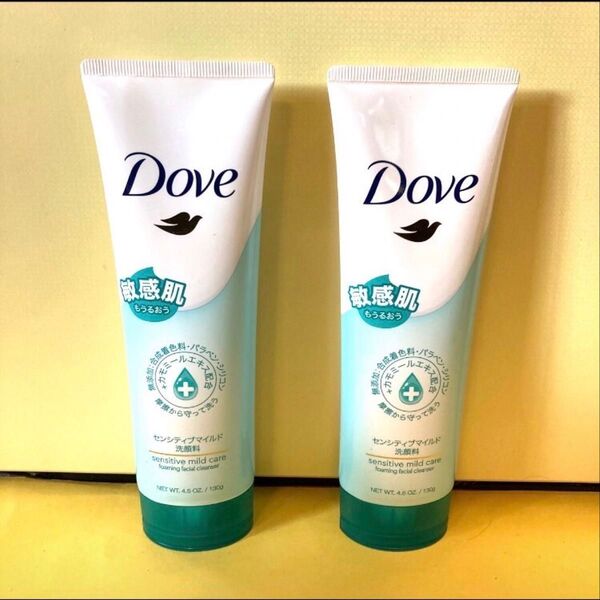 Dove
敏感肌
もうるおう
無添加:合成着色料・パラベン・シリコン
+カモミールエキス配合
摩擦から守って洗う
センシティブマイルド
洗顔料
sensitive mild care
foaming facial cleanser
NET WT. 4.5 OZ. / 130g
Dove
敏感肌
もうるおう
無添加:合成着色料・パラベン・シリコン
+カモミールエキス配合
摩擦から守って洗う
センシティブマイルド
洗顔料
sensitive mild care
foaming facial cleanser
NET WT. 4.5 OZ. / 130g